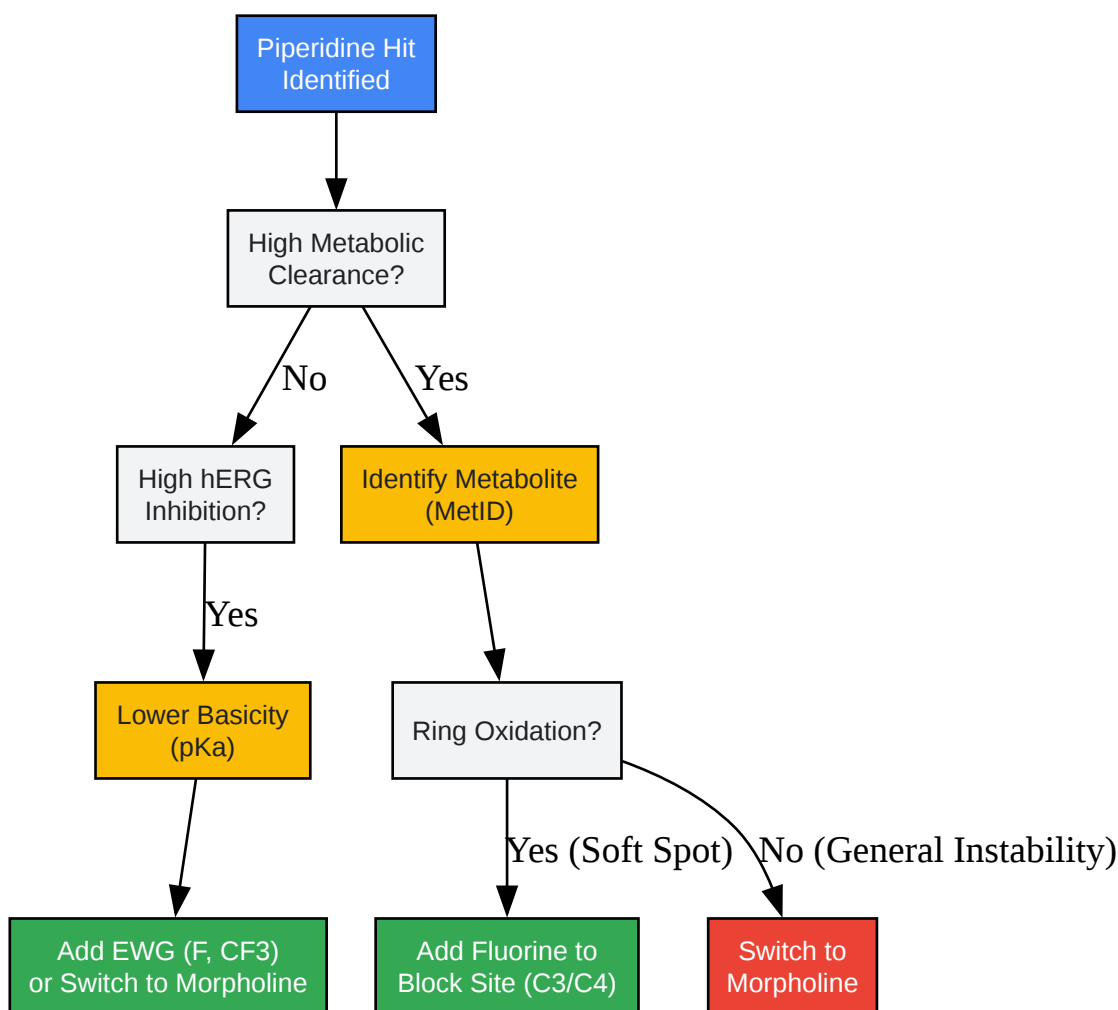 Piperidine Hit
Identified
High Metabolic
Clearance?
No
Yes
High hERG
Inhibition?
Identify Metabolite
(MetID)
Yes
Lower Basicity
(pKa)
Ring Oxidation?
Yes (Soft Spot)
No (General Instability)
Add EWG (F, CF3)
or Switch to Morpholine
Add Fluorine to
Block Site (C3/C4)
Switch to
Morpholine